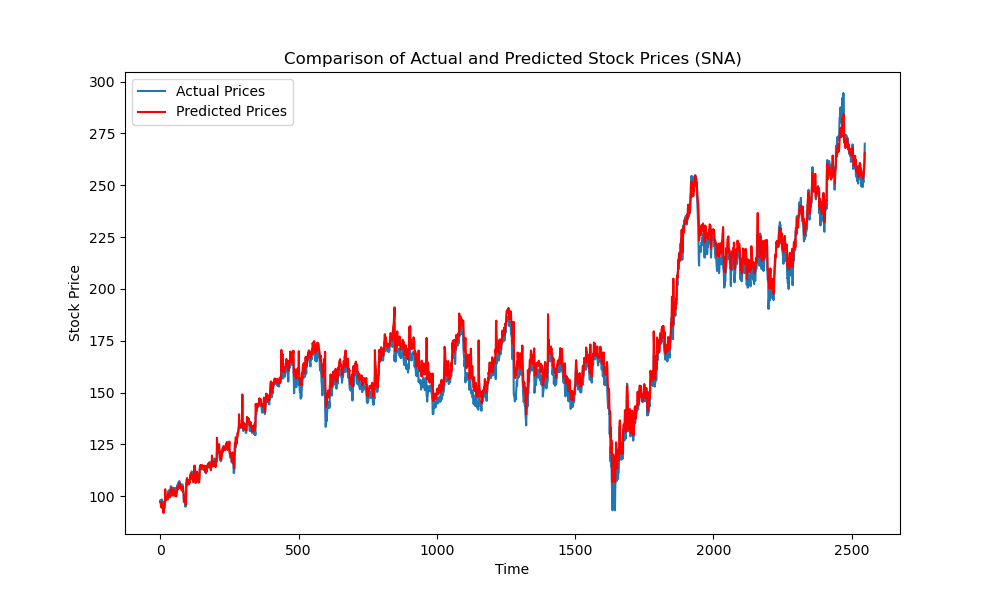 Comparison of Actual and Predicted Stock Prices (SNA)
Actual Prices
Predicted Prices
300
275
250
225
200
175
150
125
100
Stock Price
0 500 1000 1500 2000 2500
Time